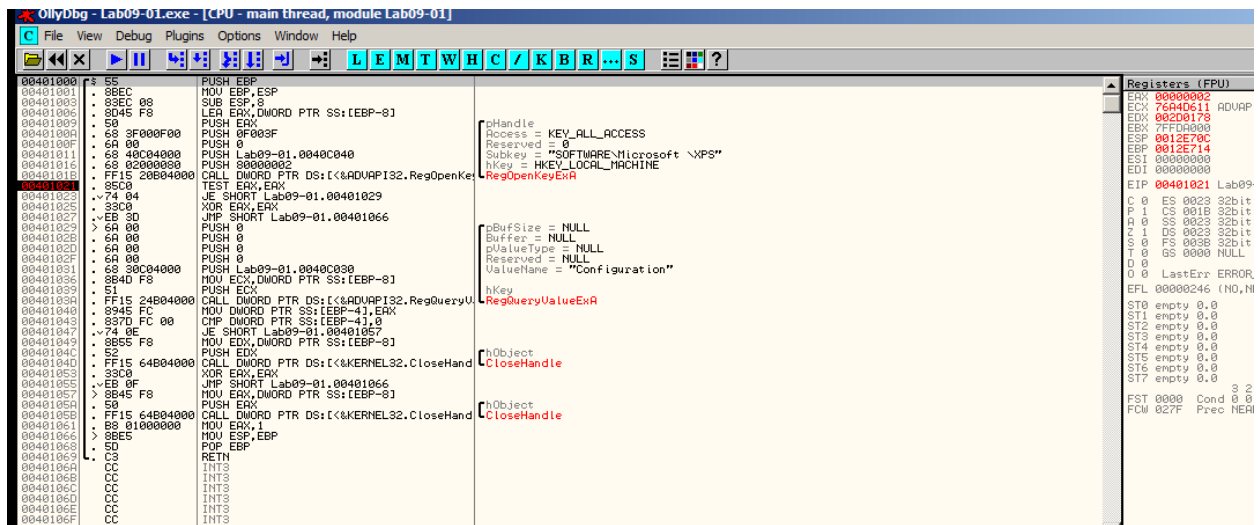 OllyDbg - Lab09-01.exe - [CPU - main thread, module Lab09-01]
C File View Debug Plugins Options Window Help
L E M T W H C / K B R ... S ?
00401000 $ 55 PUSH EBP
00401001 . 8BEC MOV EBP,ESP
00401003 . 83EC 08 SUB ESP,8
00401006 . 8D45 F8 LEA EAX,DWORD PTR SS:[EBP-8]
00401009 . 50 PUSH EAX pHandle
0040100A . 68 3F000F00 PUSH 0F003F Access = KEY_ALL_ACCESS
0040100F . 6A 00 PUSH 0 Reserved = 0
00401011 . 68 40C04000 PUSH Lab09-01.0040C040 Subkey = "SOFTWARE\Microsoft \XPS"
00401016 . 68 02000080 PUSH 80000002 hKey = HKEY_LOCAL_MACHINE
0040101B . FF15 20B04000 CALL DWORD PTR DS:[<&ADVAPI32.RegOpenKe RegOpenKeyExA
00401021 . 85C0 TEST EAX,EAX
00401023 .v74 04 JE SHORT Lab09-01.00401029
00401025 . 33C0 XOR EAX,EAX
00401027 .vEB 3D JMP SHORT Lab09-01.00401066
00401029 > 6A 00 PUSH 0 pBufSize = NULL
0040102B . 6A 00 PUSH 0 Buffer = NULL
0040102D . 6A 00 PUSH 0 pValueType = NULL
0040102F . 6A 00 PUSH 0 Reserved = NULL
00401031 . 68 30C04000 PUSH Lab09-01.0040C030 ValueName = "Configuration"
00401036 . 8B4D F8 MOV ECX,DWORD PTR SS:[EBP-8]
00401039 . 51 PUSH ECX hKey
0040103A . FF15 24B04000 CALL DWORD PTR DS:[<&ADVAPI32.RegQueryV RegQueryValueExA
00401040 . 8945 FC MOV DWORD PTR SS:[EBP-4],EAX
00401043 . 837D FC 00 CMP DWORD PTR SS:[EBP-4],0
00401047 .v74 0E JE SHORT Lab09-01.00401057
00401049 . 8B55 F8 MOV EDX,DWORD PTR SS:[EBP-8]
0040104C . 52 PUSH EDX hObject
0040104D . FF15 64B04000 CALL DWORD PTR DS:[<&KERNEL32.CloseHand CloseHandle
00401053 . 33C0 XOR EAX,EAX
00401055 .vEB 0F JMP SHORT Lab09-01.00401066
00401057 > 8B45 F8 MOV EAX,DWORD PTR SS:[EBP-8]
0040105A . 50 PUSH EAX hObject
0040105B . FF15 64B04000 CALL DWORD PTR DS:[<&KERNEL32.CloseHand CloseHandle
00401061 . B8 01000000 MOV EAX,1
00401066 > 8BE5 MOV ESP,EBP
00401068 . 5D POP EBP
00401069 . C3 RETN
0040106A CC INT3
0040106B CC INT3
0040106C CC INT3
0040106D CC INT3
0040106E CC INT3
0040106F CC INT3
Registers (FPU)
EAX 00000002
ECX 76A4D611 ADVAP
EDX 002D0178
EBX 7FFDA000
ESP 0012E70C
EBP 0012E714
ESI 00000000
EDI 00000000
EIP 00401021 Lab09-
C 0 ES 0023 32bit
P 1 CS 001B 32bit
A 0 SS 0023 32bit
Z 1 DS 0023 32bit
S 0 FS 003B 32bit
T 0 GS 0000 NULL
D 0
O 0 LastErr ERROR_
EFL 00000246 (NO,N
ST0 empty 0.0
ST1 empty 0.0
ST2 empty 0.0
ST3 empty 0.0
ST4 empty 0.0
ST5 empty 0.0
ST6 empty 0.0
ST7 empty 0.0
3 2
FST 0000 Cond 0 0
FCW 027F Prec NEA